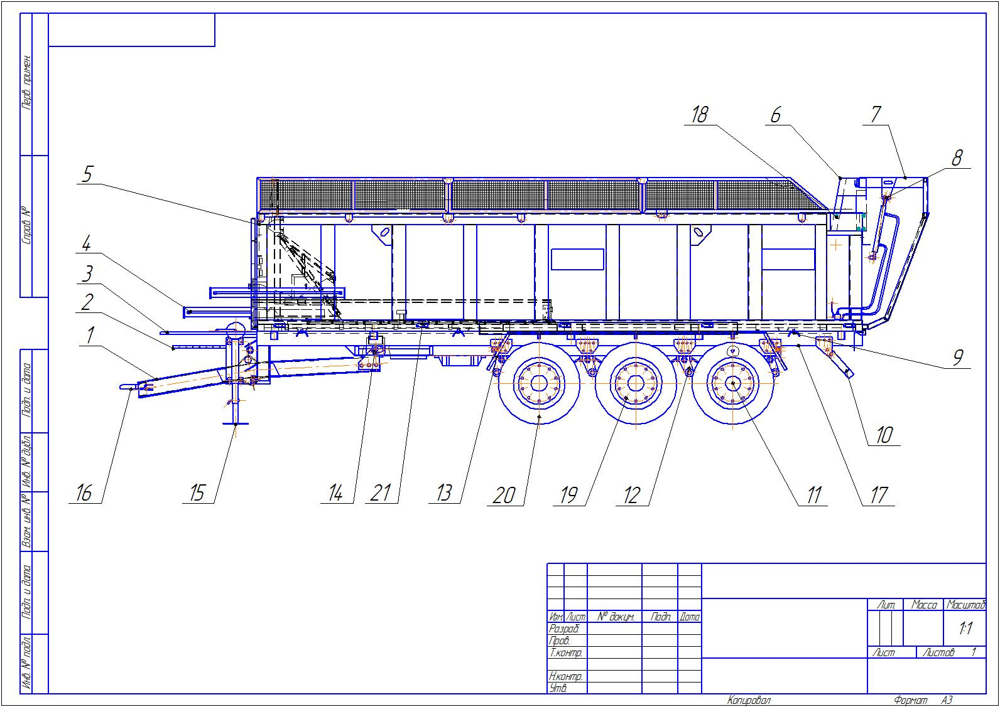 Перв. примен.
Справ. №
Подп. и дата
Инв. № дубл.
Взам. инв. №
Подп. и дата
Инв. № подл.
18
6
7
8
5
4
3
2
1
9
10
16
15
14
21
13
20
19
12
11
17
Изм.
Лист
№ докум.
Подп.
Дата
Разраб.
Пров.
Т.контр.
Н.контр.
Утв.
Лит.
Масса
Масштаб
1:1
Лист
Листов 1
Копировал
Формат А3